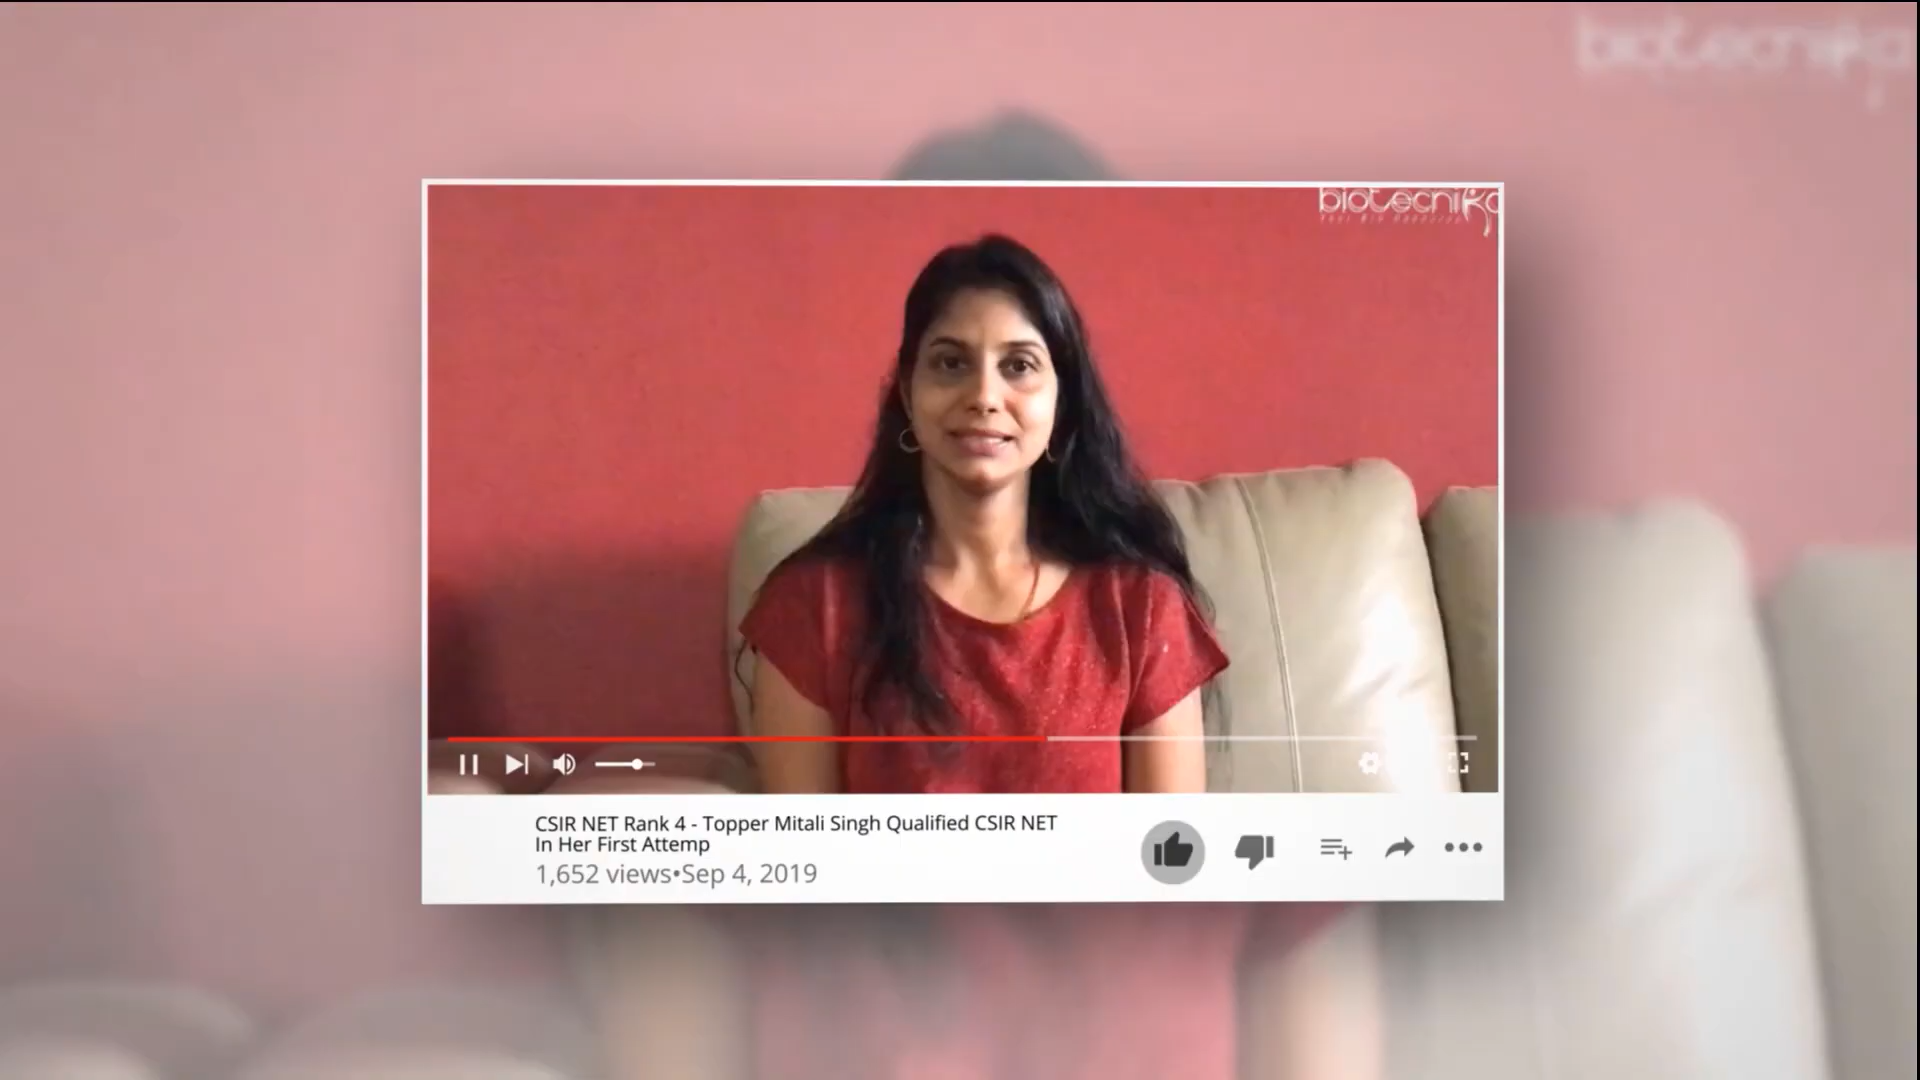 biotecnika
biotecnika
CSIR NET Rank 4 - Topper Mitali Singh Qualified CSIR NET
In Her First Attemp
1,652 views•Sep 4, 2019